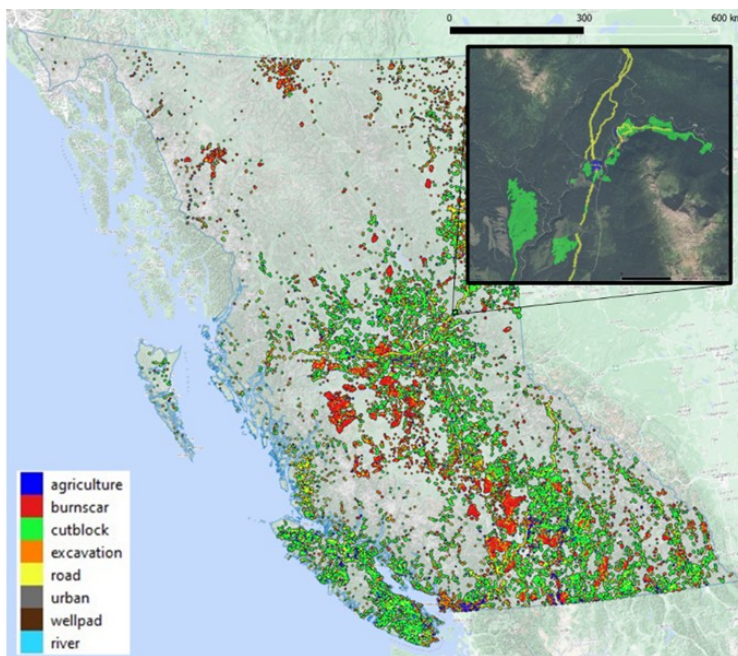 0 300 600 km
agriculture
burnscar
cutblock
excavation
road
urban
wellpad
river